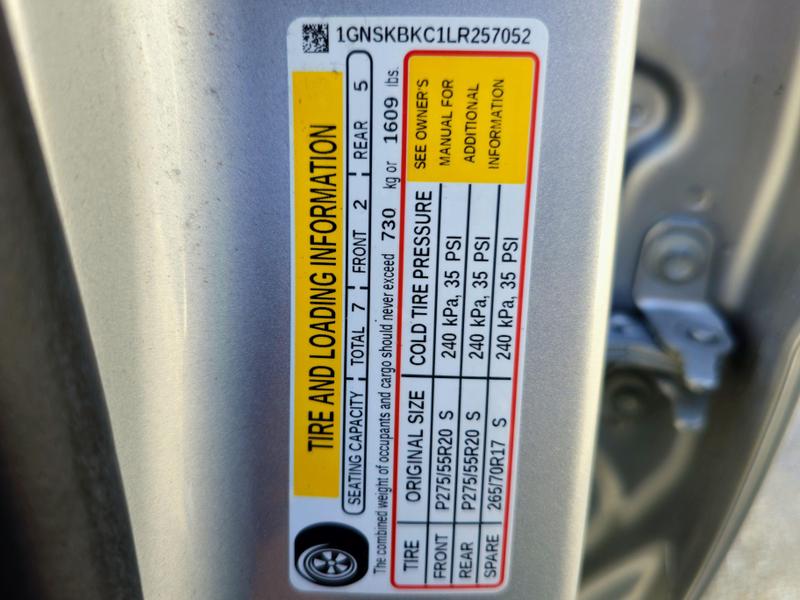 1GNSKBKC1LR257052
TIRE AND LOADING INFORMATION
SEATING CAPACITY TOTAL 7 FRONT 2 REAR 5
The combined weight of occupants and cargo should never exceed 730 kg or 1609 lbs.
TIRE ORIGINAL SIZE COLD TIRE PRESSURE SEE OWNER'S
FRONT P275/55R20 S 240 kPa, 35 PSI MANUAL FOR
REAR P275/55R20 S 240 kPa, 35 PSI ADDITIONAL
SPARE 265/70R17 S 240 kPa, 35 PSI INFORMATION